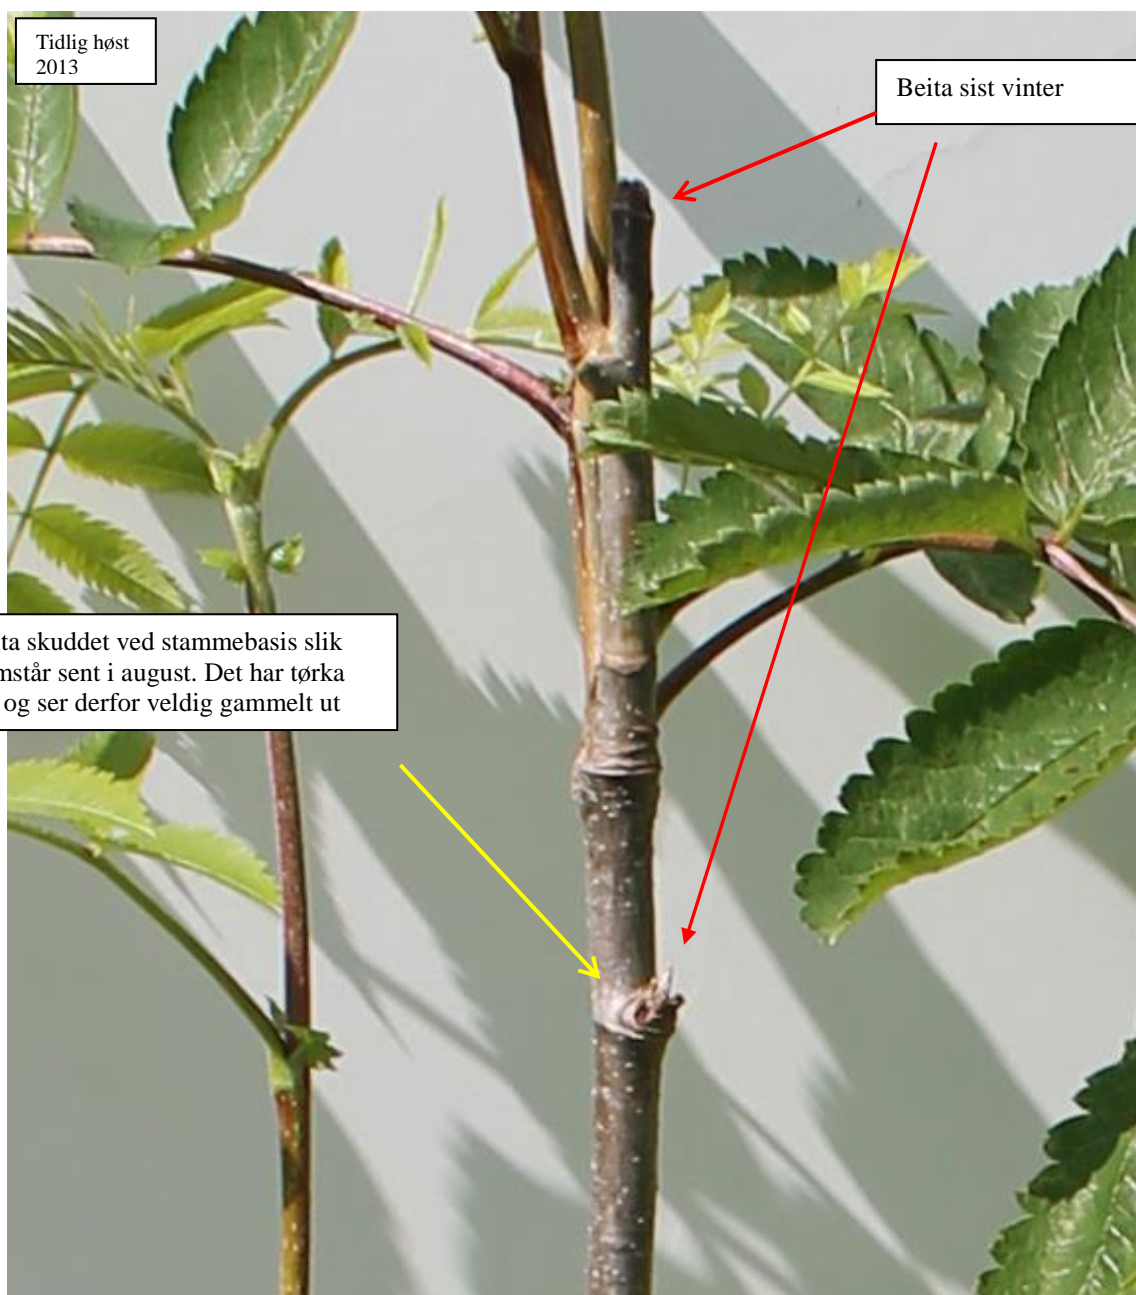 Tidlig høst
2013
Beita sist vinter
ta skuddet ved stammebasis slik
nstår sent i august. Det har tørka
og ser derfor veldig gammelt ut